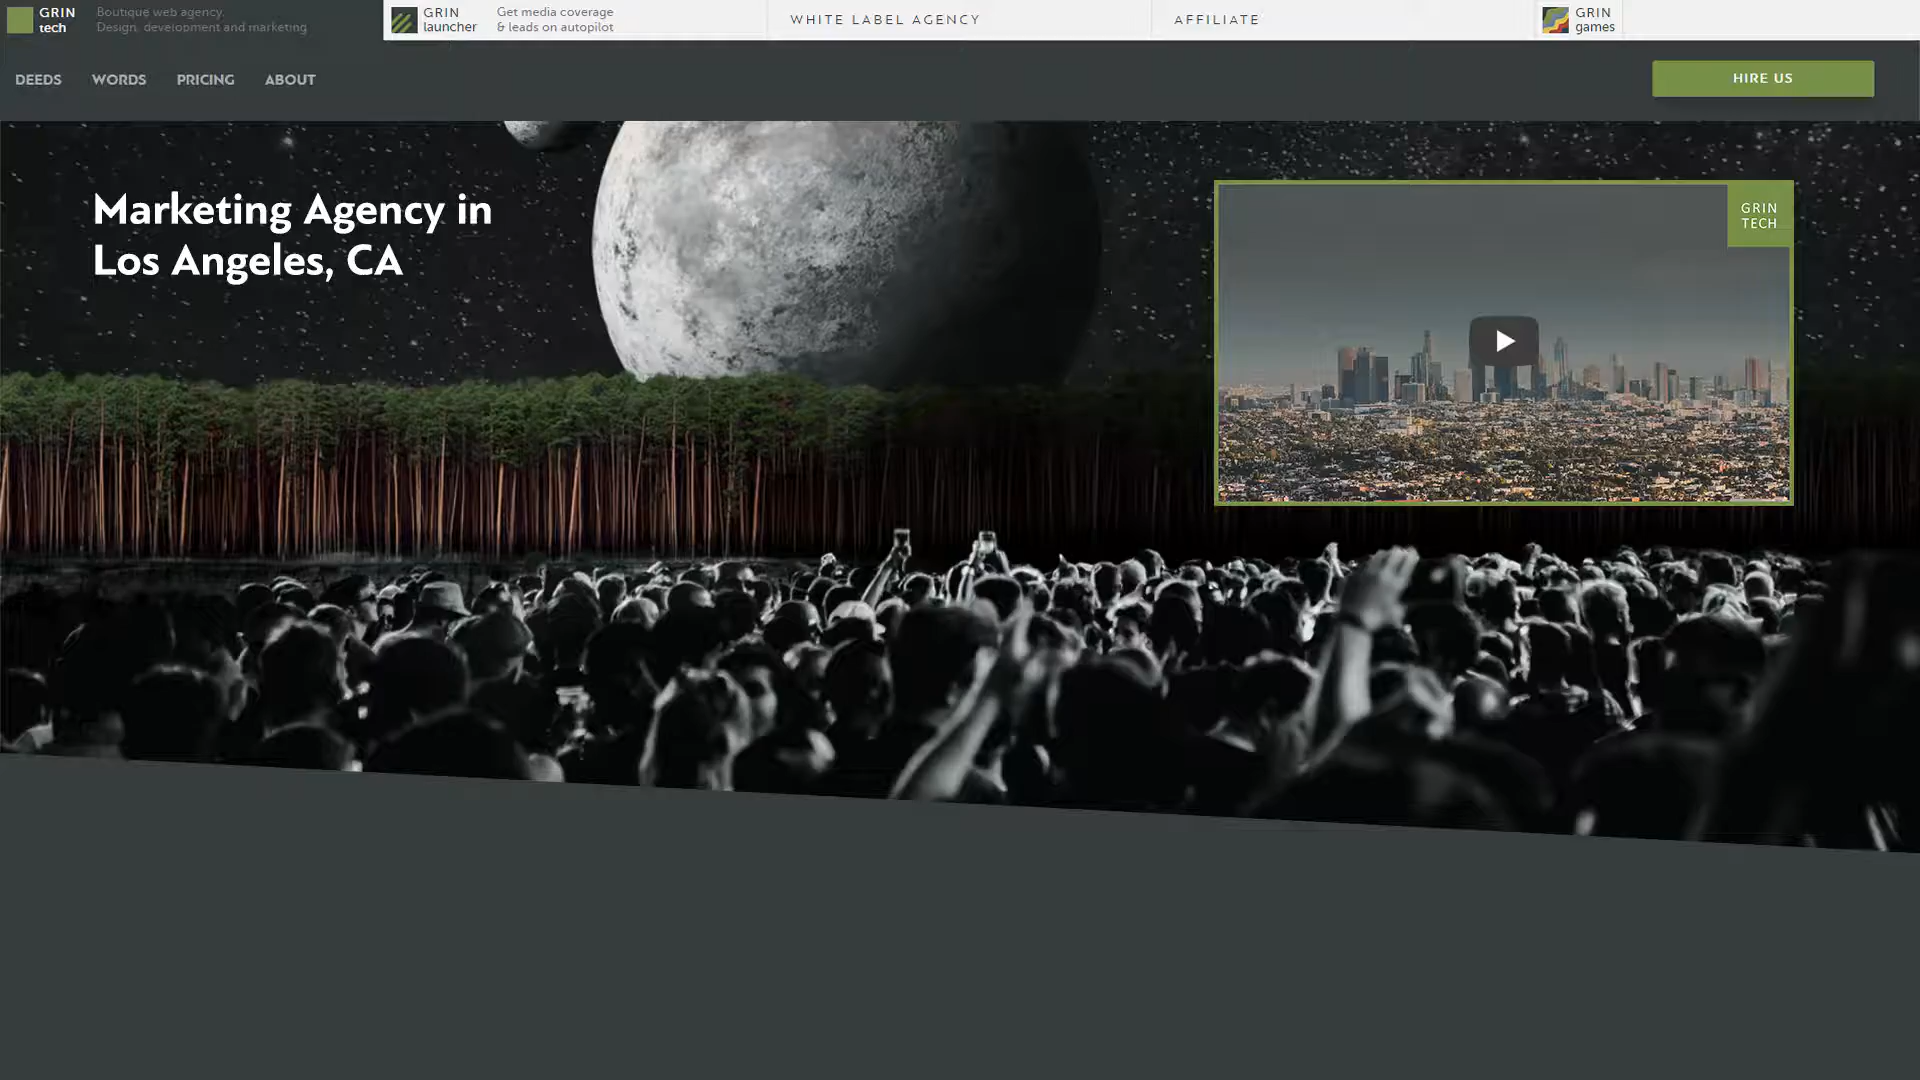 GRIN
tech
Boutique web agency.
Design, development and marketing
GRIN
launcher
Get media coverage
& leads on autopilot
WHITE LABEL AGENCY
AFFILIATE
GRIN
games
DEEDS
WORDS
PRICING
ABOUT
HIRE US
Marketing Agency in
Los Angeles, CA
GRIN
TECH